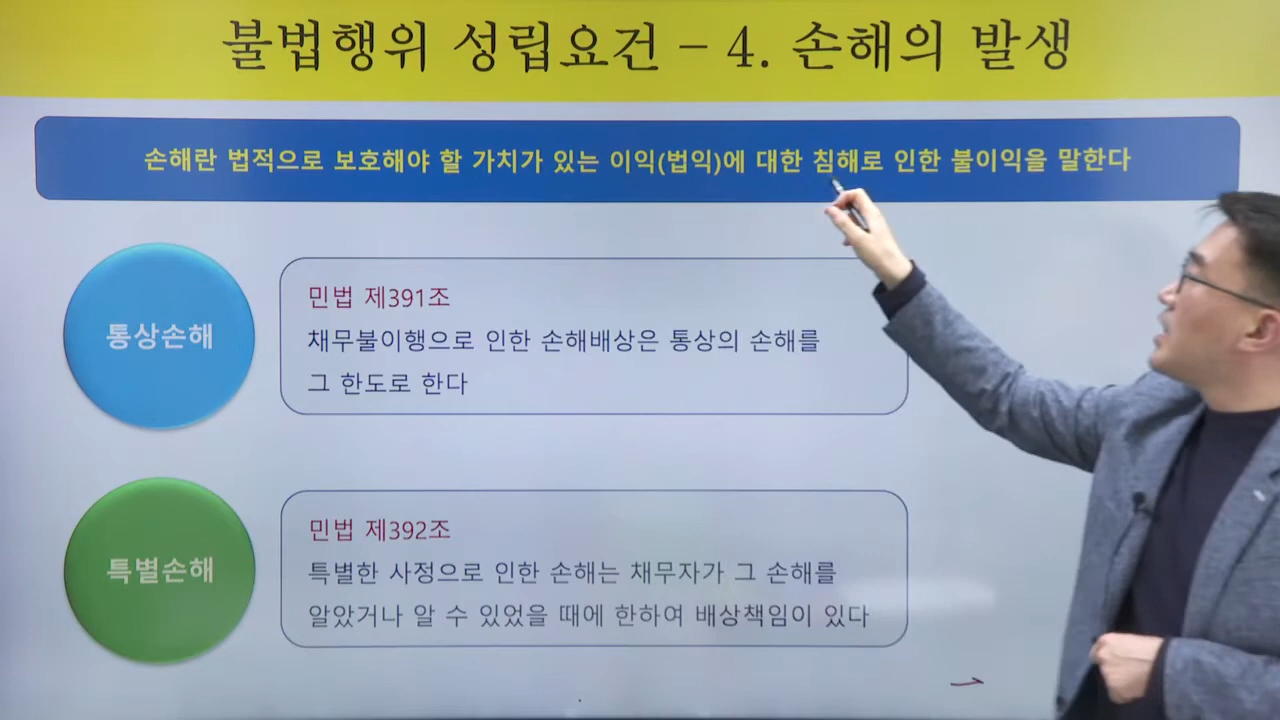 불법행위 성립요건 – 4. 손해의 발생
손해란 법적으로 보호해야 할 가치가 있는 이익(법익)에 대한 침해로 인한 불이익을 말한다
통상손해
민법 제391조
채무불이행으로 인한 손해배상은 통상의 손해를
그 한도로 한다
특별손해
민법 제392조
특별한 사정으로 인한 손해는 채무자가 그 손해를
알았거나 알 수 있었을 때에 한하여 배상책임이 있다